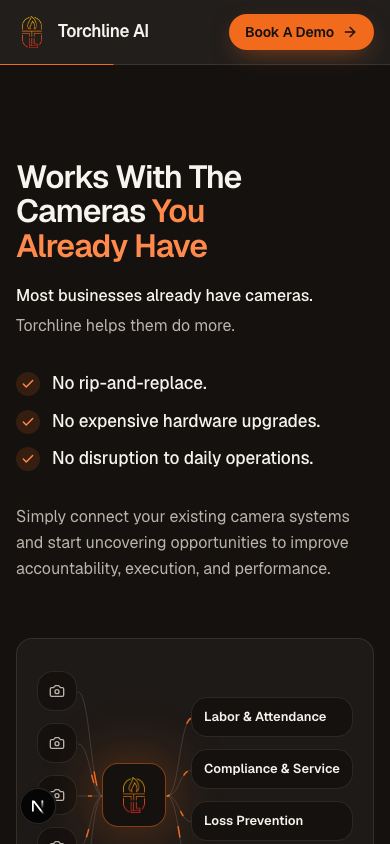 Torchline AI
Book A Demo
Works With The
Cameras You
Already Have
Most businesses already have cameras.
Torchline helps them do more.
No rip-and-replace.
No expensive hardware upgrades.
No disruption to daily operations.
Simply connect your existing camera systems
and start uncovering opportunities to improve
accountability, execution, and performance.
Labor & Attendance
Compliance & Service
Loss Prevention
N